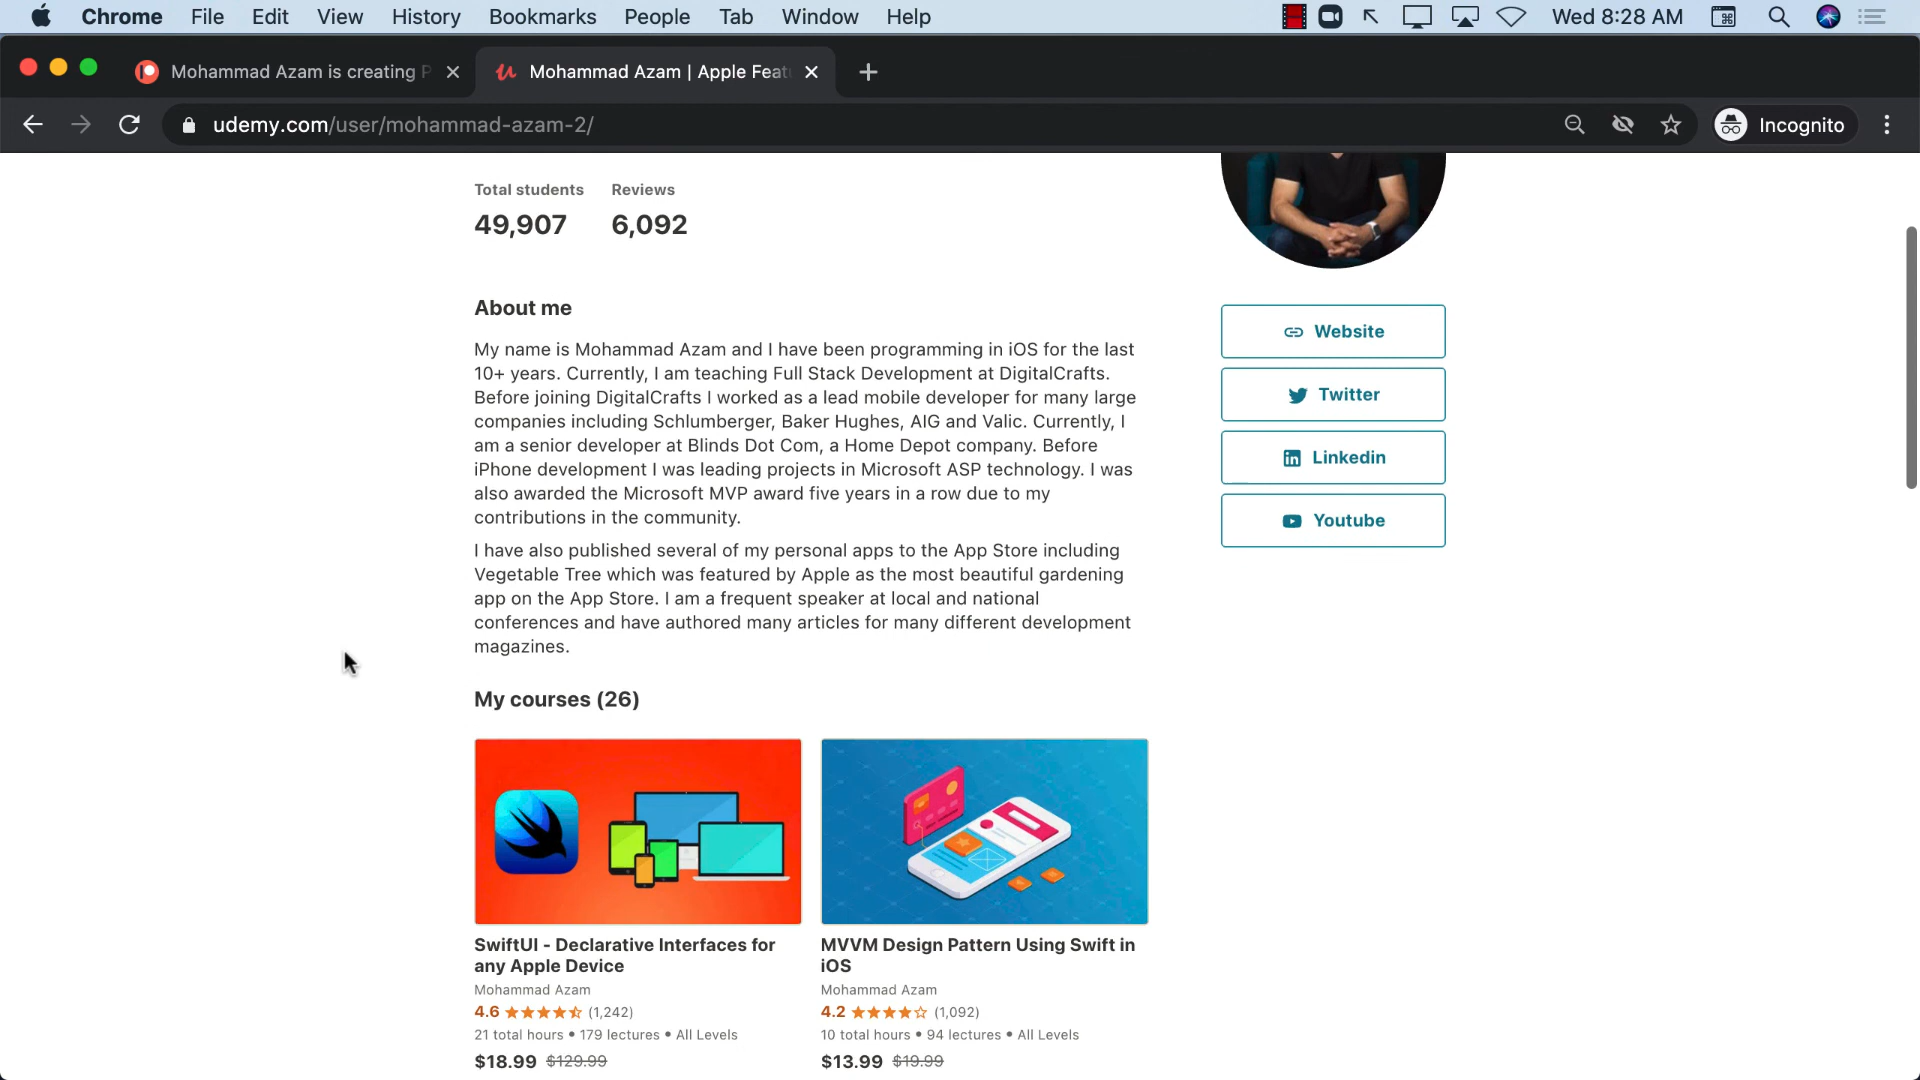 Chrome File Edit View History Bookmarks People Tab Window Help Wed 8:28 AM
Mohammad Azam is creating P Mohammad Azam | Apple Feat
udemy.com/user/mohammad-azam-2/ Incognito
Total students Reviews
49,907 6,092
About me
My name is Mohammad Azam and I have been programming in iOS for the last
10+ years. Currently, I am teaching Full Stack Development at DigitalCrafts.
Before joining DigitalCrafts I worked as a lead mobile developer for many large
companies including Schlumberger, Baker Hughes, AIG and Valic. Currently, I
am a senior developer at Blinds Dot Com, a Home Depot company. Before
iPhone development I was leading projects in Microsoft ASP technology. I was
also awarded the Microsoft MVP award five years in a row due to my
contributions in the community.
I have also published several of my personal apps to the App Store including
Vegetable Tree which was featured by Apple as the most beautiful gardening
app on the App Store. I am a frequent speaker at local and national
conferences and have authored many articles for many different development
magazines.
Website
Twitter
Linkedin
Youtube
My courses (26)
SwiftUI - Declarative Interfaces for
any Apple Device
Mohammad Azam
4.6 (1,242)
21 total hours • 179 lectures • All Levels
$18.99 $129.99
MVVM Design Pattern Using Swift in
iOS
Mohammad Azam
4.2 (1,092)
10 total hours • 94 lectures • All Levels
$13.99 $19.99